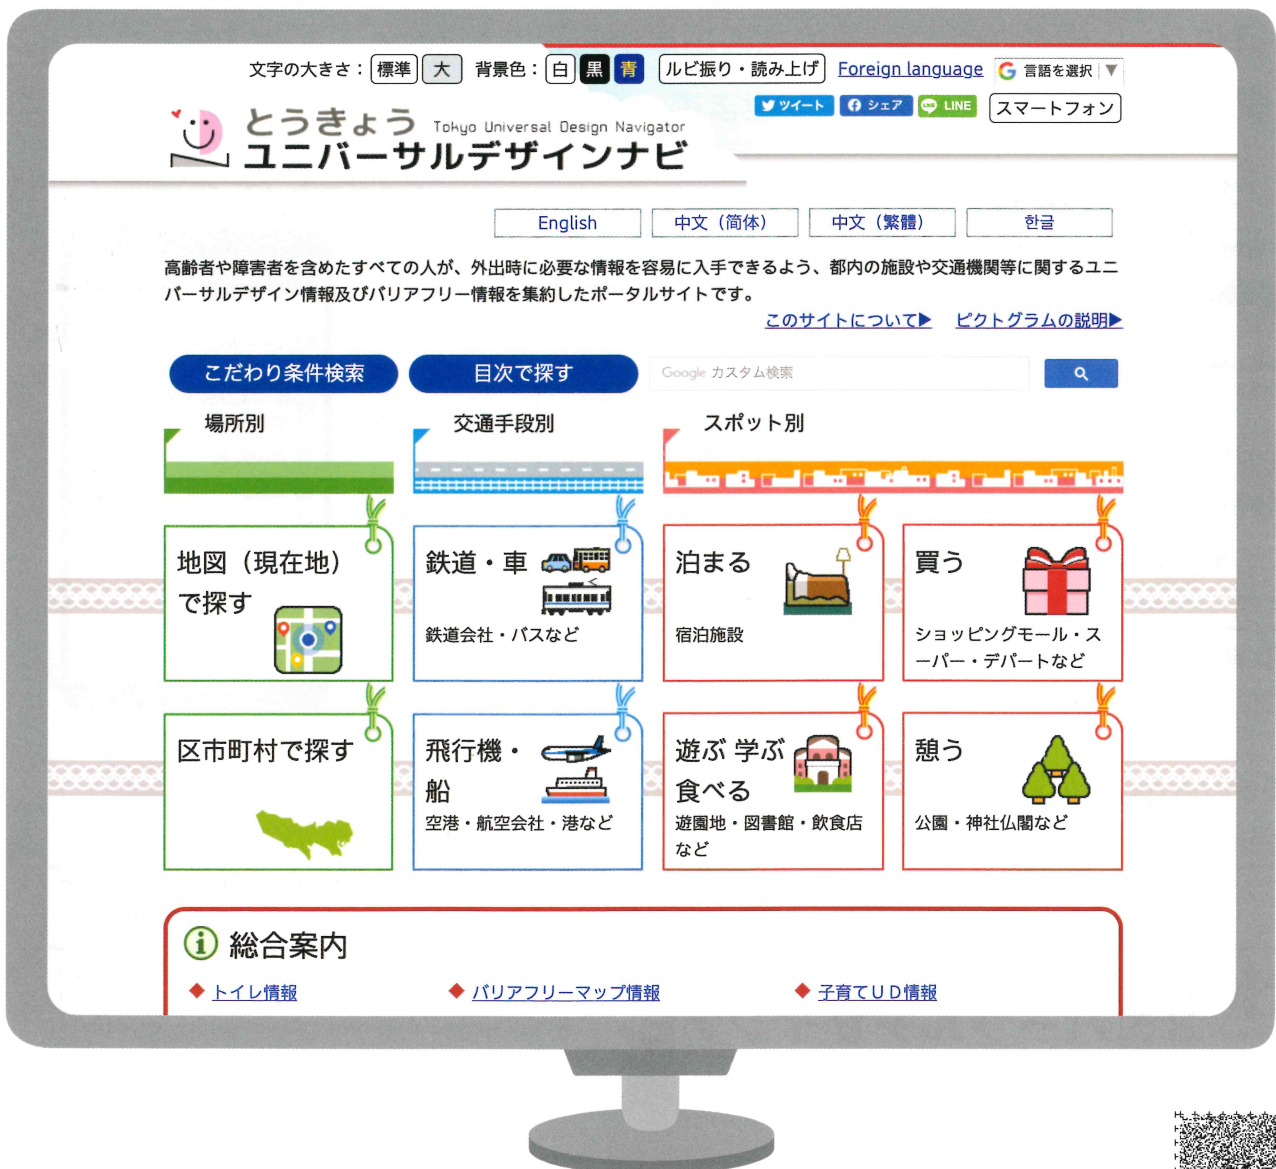 文字の大きさ： 標準 大 背景色： 白 黒 青 ルビ振り・読み上げ Foreign language G 言語を選択 ▼
ツイート シェア LINE スマートフォン
とうきょう Tokyo Universal Design Navigator
ユニバーサルデザインナビ
English 中文（简体） 中文（繁體） 한글
高齢者や障害者を含めたすべての人が、外出時に必要な情報を容易に入手できるよう、都内の施設や交通機関等に関するユニ
バーサルデザイン情報及びバリアフリー情報を集約したポータルサイトです。
このサイトについて▶ ピクトグラムの説明▶
こだわり条件検索 目次で探す Google カスタム検索
場所別 交通手段別 スポット別
地図（現在地）
で探す
鉄道・車
鉄道会社・バスなど
泊まる
宿泊施設
買う
ショッピングモール・ス
ーパー・デパートなど
区市町村で探す
飛行機・
船
空港・航空会社・港など
遊ぶ 学ぶ
食べる
遊園地・図書館・飲食店
など
憩う
公園・神社仏閣など
総合案内
◆ トイレ情報 ◆ バリアフリーマップ情報 ◆ 子育てＵＤ情報